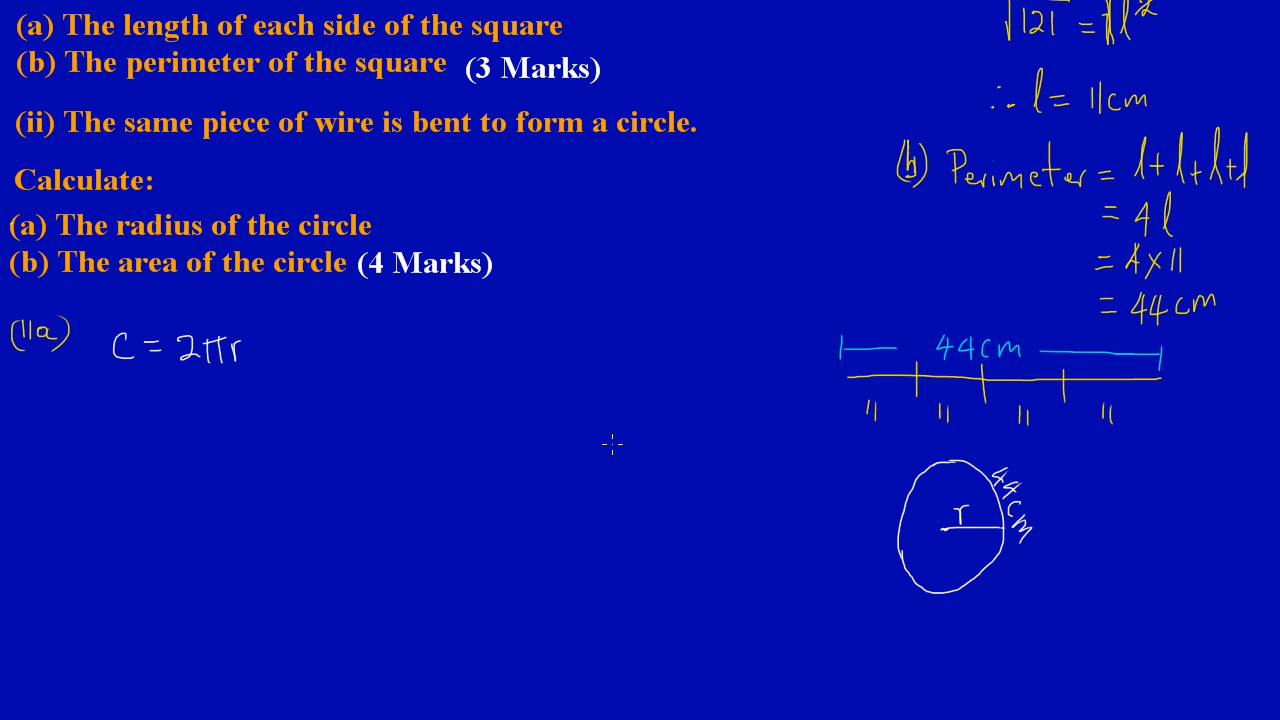 (a) The length of each side of the square
(b) The perimeter of the square (3 Marks)
(ii) The same piece of wire is bent to form a circle.
Calculate:
(a) The radius of the circle
(b) The area of the circle (4 Marks)
(iia) C = 2πr
√121 = √l²
∴ l = 11cm
(b) Perimeter = l+l+l+l
= 4l
= 4×11
= 44cm
44cm
11 11 11 11
r
44cm